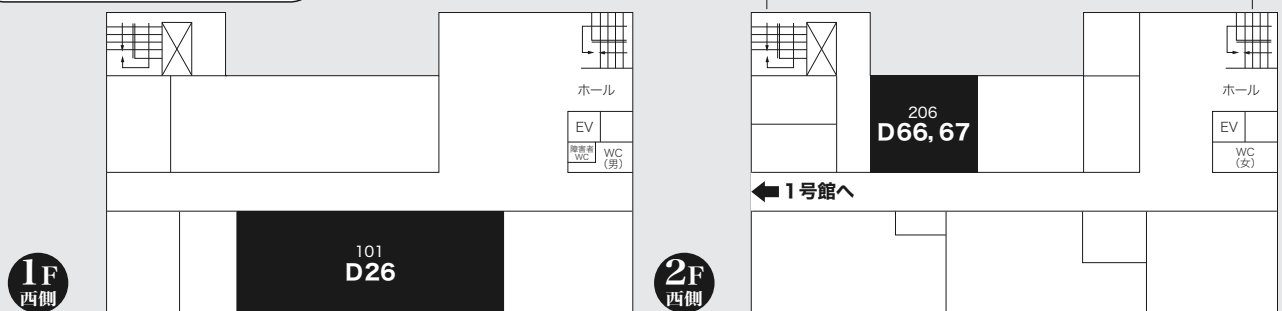 ホール
EV
障害者
WC
WC
(男)
101
D26
1F
西側
ホール
206
D66, 67
EV
WC
(女)
1号館へ
2F
西側